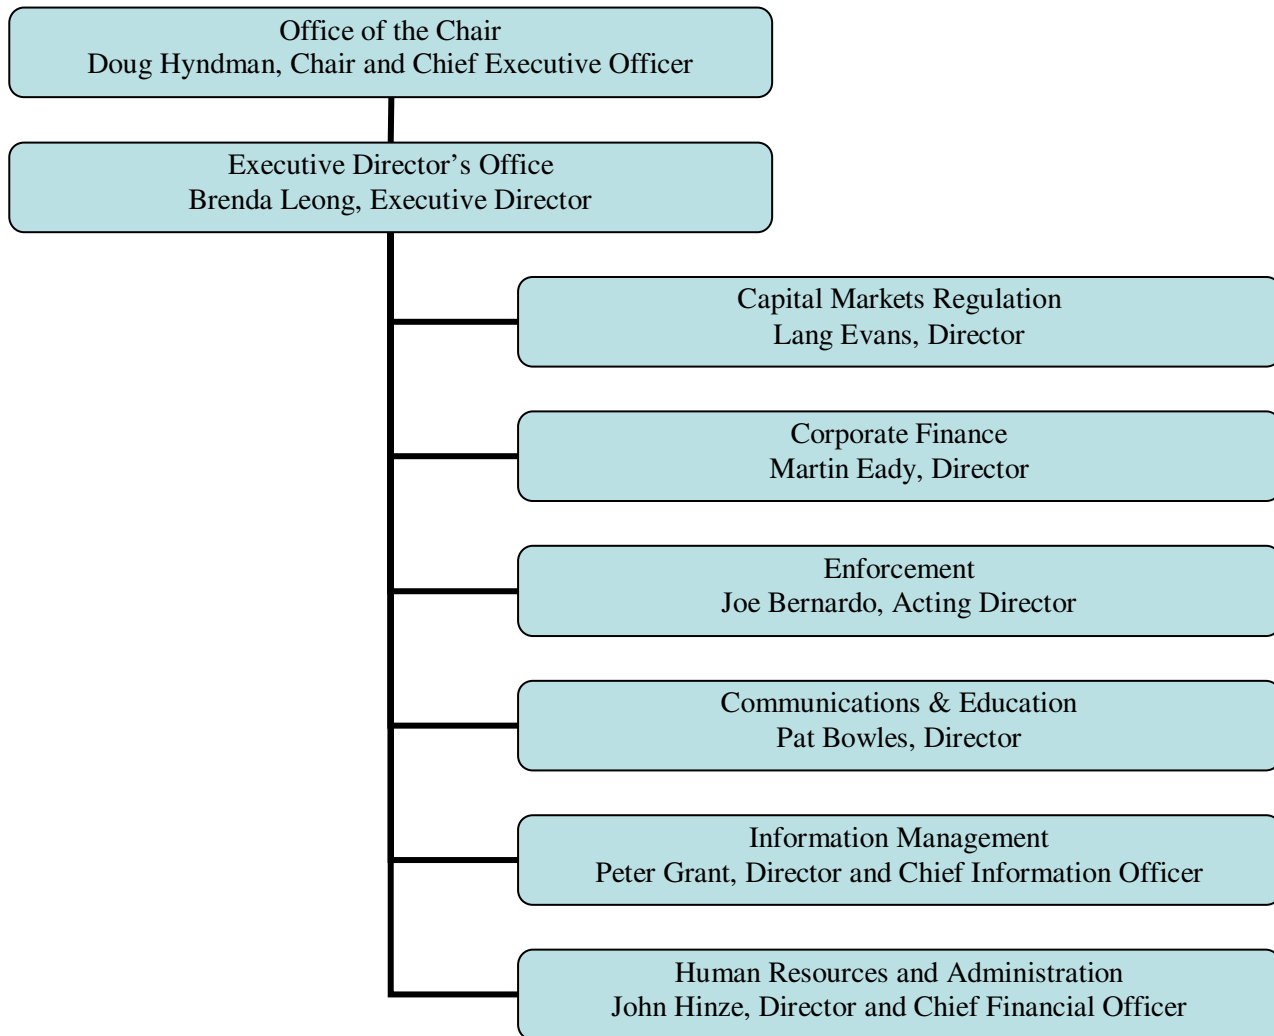 Office of the Chair
Doug Hyndman, Chair and Chief Executive Officer
Executive Director’s Office
Brenda Leong, Executive Director
Capital Markets Regulation
Lang Evans, Director
Corporate Finance
Martin Eady, Director
Enforcement
Joe Bernardo, Acting Director
Communications & Education
Pat Bowles, Director
Information Management
Peter Grant, Director and Chief Information Officer
Human Resources and Administration
John Hinze, Director and Chief Financial Officer